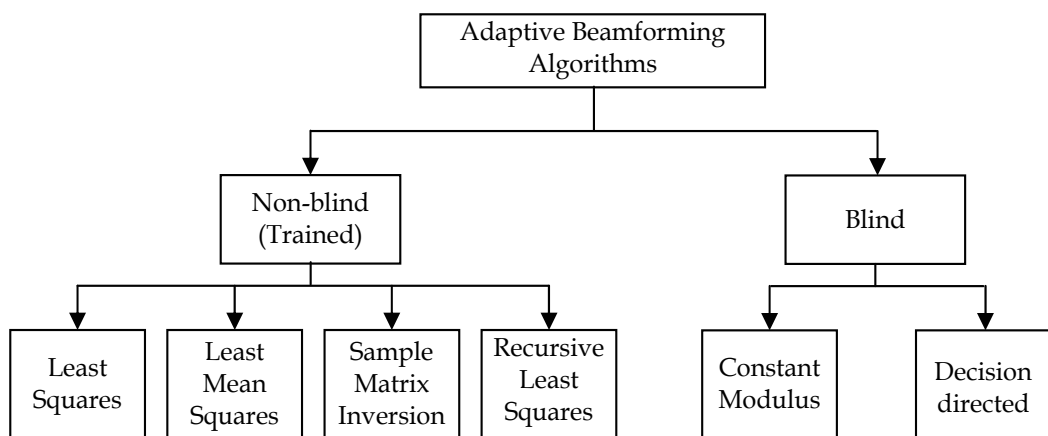 Adaptive Beamforming
Algorithms
Non-blind
(Trained)
Blind
Least
Squares
Least
Mean
Squares
Sample
Matrix
Inversion
Recursive
Least
Squares
Constant
Modulus
Decision
directed